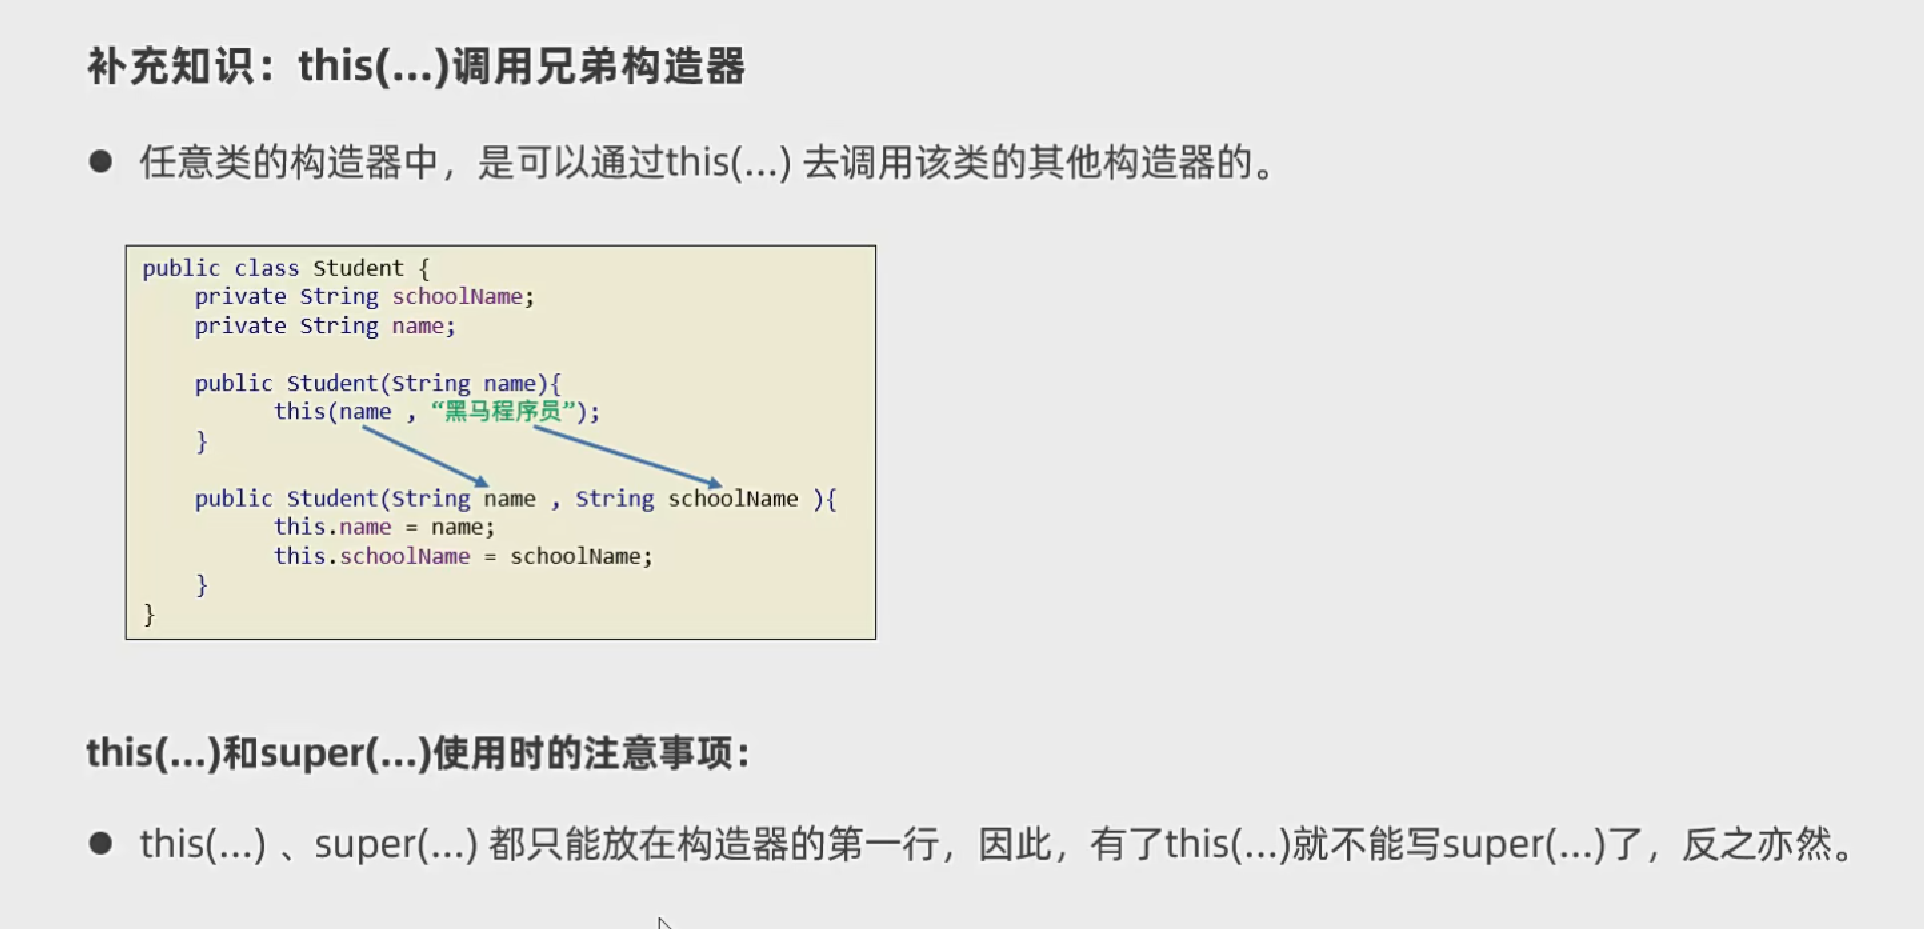 补充知识：this(...)调用兄弟构造器
● 任意类的构造器中，是可以通过this(...) 去调用该类的其他构造器的。
public class Student {
    private String schoolName;
    private String name;
    public Student(String name){
          this(name , “黑马程序员”);
    }
    public Student(String name , String schoolName ){
          this.name = name;
          this.schoolName = schoolName;
    }
}
this(...)和super(...)使用时的注意事项：
● this(...) 、super(...) 都只能放在构造器的第一行，因此，有了this(...)就不能写super(...)了，反之亦然。